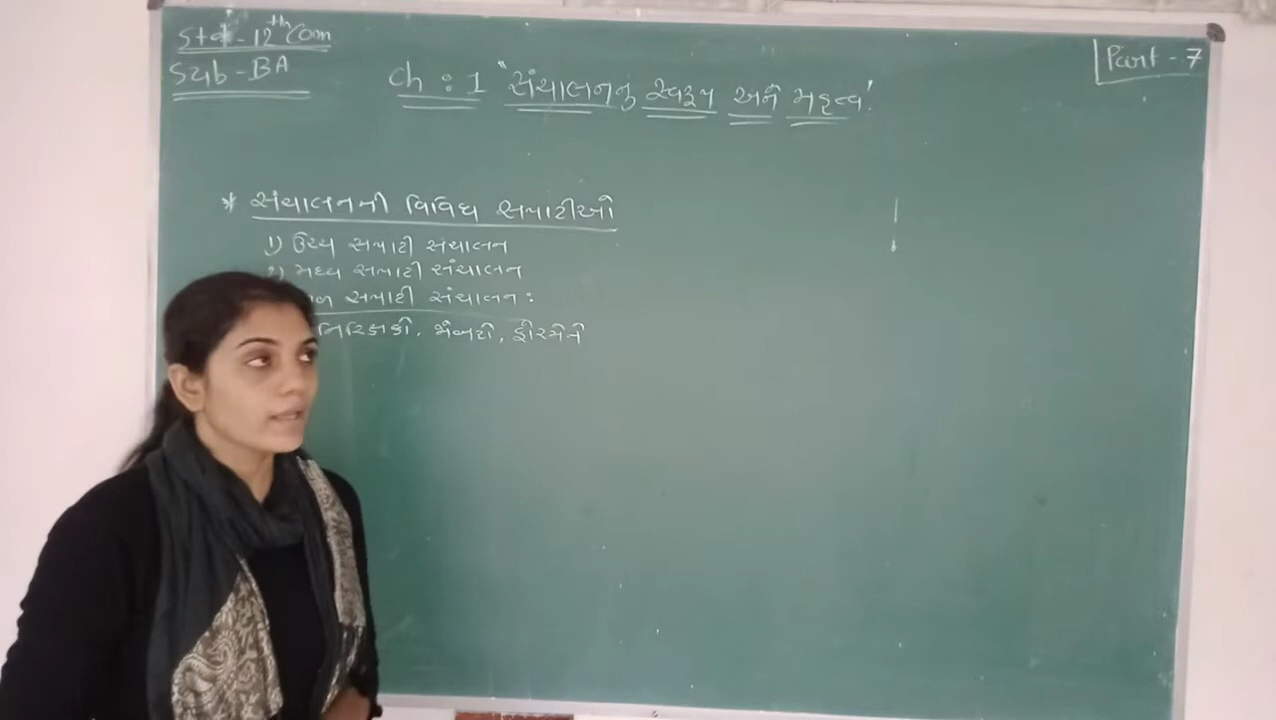 Std - 12th Com
Sub - BA
Part - 7
Ch : 1 "સંચાલનનું સ્વરૂપ અને મહત્વ!
* સંચાલનની વિવિધ સપાટીઓ
1) ઉચ્ચ સપાટી સંચાલન
2) મધ્ય સપાટી સંચાલન
સપાટી સંચાલન :
ફોરમેનો